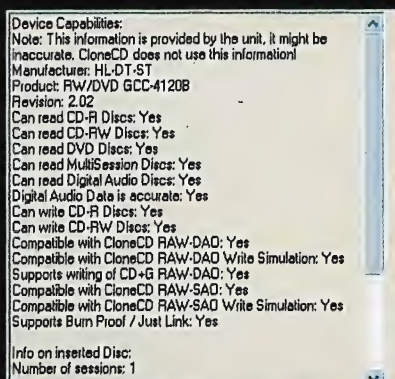 Device Capabilities:
Note: This information is provided by the unit, it might be
inaccurate. CloneCD does not use this information!
Manufacturer: HL-DT-ST
Product: RW/DVD GCC-4120B
Revision: 2.02
Can read CD-R Discs: Yes
Can read CD-RW Discs: Yes
Can read DVD Discs: Yes
Can read MultiSession Discs: Yes
Can read Digital Audio Discs: Yes
Digital Audio Data is accurate: Yes
Can write CD-R Discs: Yes
Can write CD-RW Discs: Yes
Compatible with CloneCD RAW-DAO: Yes
Compatible with CloneCD RAW-DAO Write Simulation: Yes
Supports writing of CD+G RAW-DAO: Yes
Compatible with CloneCD RAW-SAO: Yes
Compatible with CloneCD RAW-SAO Write Simulation: Yes
Supports Burn Proof / Just Link: Yes
Info on inserted Disc:
Number of sessions: 1